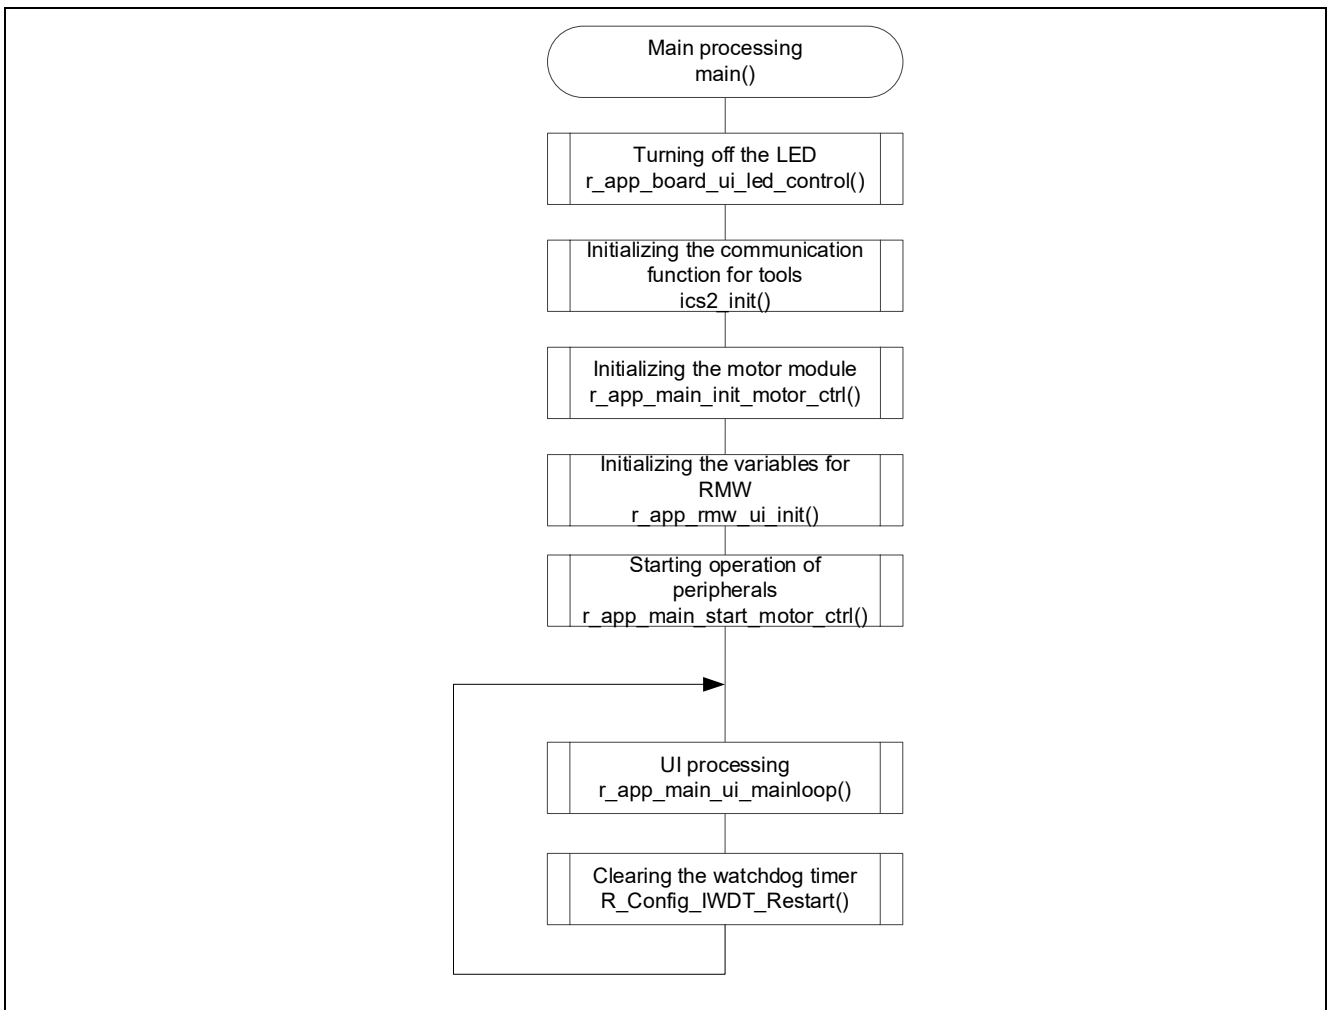 Main processing
main()
Turning off the LED
r_app_board_ui_led_control()
Initializing the communication
function for tools
ics2_init()
Initializing the motor module
r_app_main_init_motor_ctrl()
Initializing the variables for
RMW
r_app_rmw_ui_init()
Starting operation of
peripherals
r_app_main_start_motor_ctrl()
UI processing
r_app_main_ui_mainloop()
Clearing the watchdog timer
R_Config_IWDT_Restart()